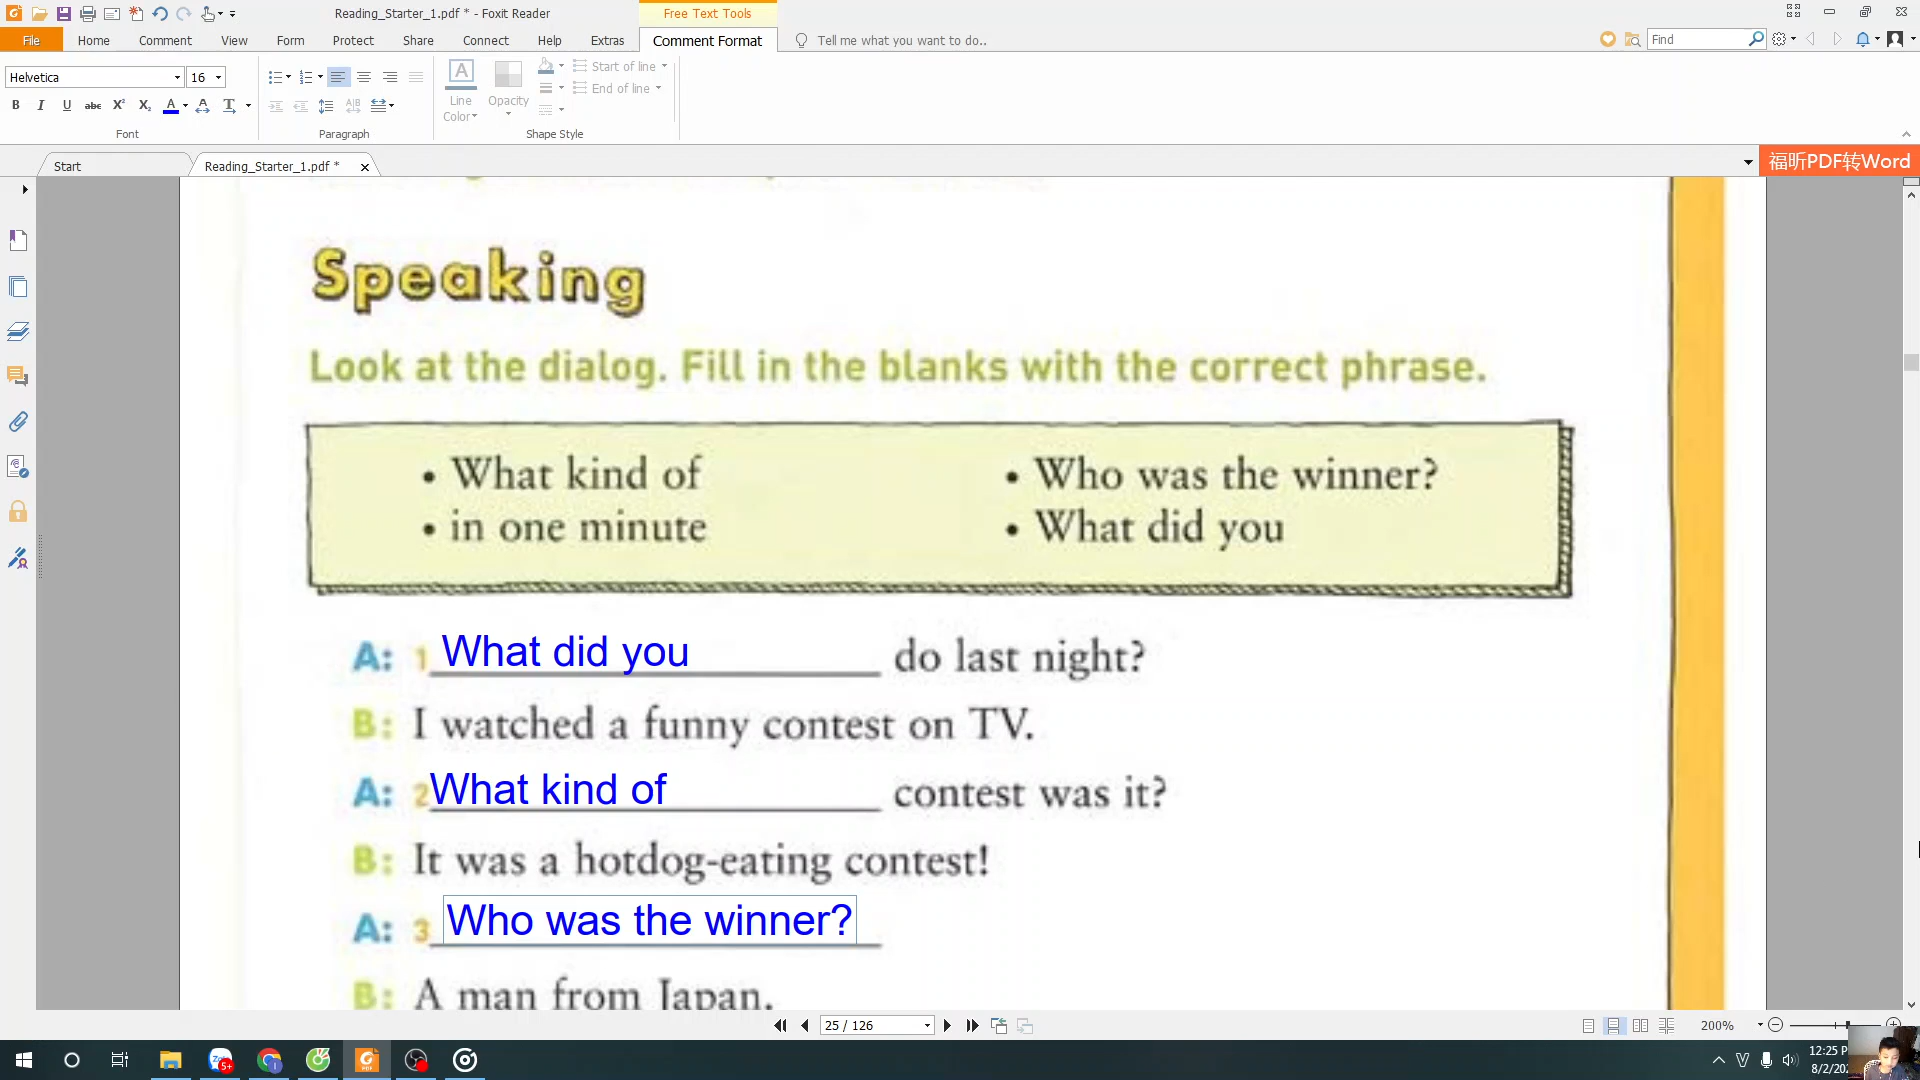 Reading_Starter_1.pdf * - Foxit Reader
Free Text Tools
File
Home
Comment
View
Form
Protect
Share
Connect
Help
Extras
Comment Format
Tell me what you want to do..
Find
Helvetica
16
Start of line
End of line
Line Color
Opacity
Font
Paragraph
Shape Style
Start
Reading_Starter_1.pdf *
福昕PDF转Word
Speaking
Look at the dialog. Fill in the blanks with the correct phrase.
• What kind of
• Who was the winner?
• in one minute
• What did you
A: 1 What did you do last night?
B: I watched a funny contest on TV.
A: 2 What kind of contest was it?
B: It was a hotdog-eating contest!
A: 3 Who was the winner?
B: A man from Japan.
25 / 126
200%
12:25 P
8/2/20